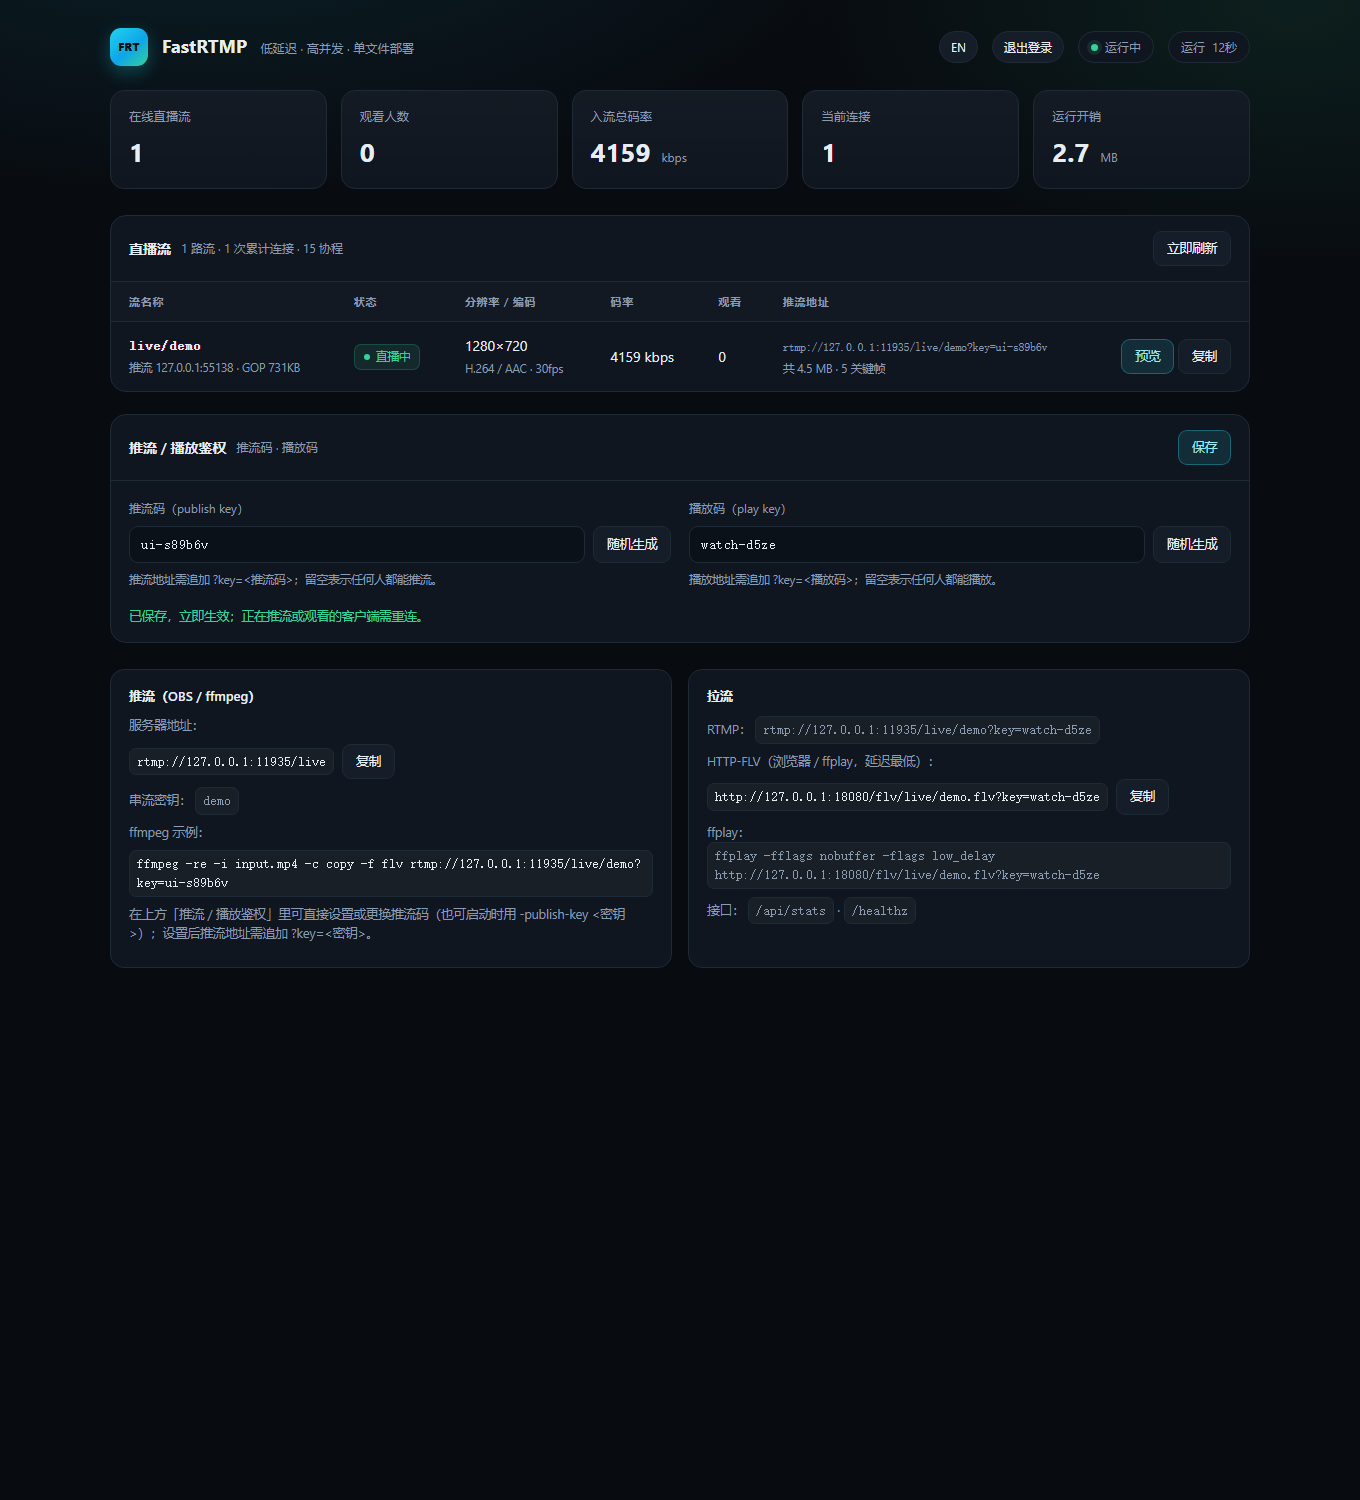 FRT FastRTMP 低延迟 · 高并发 · 单文件部署 EN 退出登录 运行中 运行 12秒
在线直播流 观看人数 入流总码率 当前连接 运行开销
1 0 4159 kbps 1 2.7 MB
直播流 1 路流 · 1 次累计连接 · 15 协程 立即刷新
流名称 状态 分辨率 / 编码 码率 观看 推流地址
live/demo 直播中 1280×720 4159 kbps 0 rtmp://127.0.0.1:11935/live/demo?key=ui-s89b6v 预览 复制
推流 127.0.0.1:55138 · GOP 731KB H.264 / AAC · 30fps 共 4.5 MB · 5 关键帧
推流 / 播放鉴权 推流码 · 播放码 保存
推流码（publish key） 播放码（play key）
ui-s89b6v 随机生成 watch-d5ze 随机生成
推流地址需追加 ?key=<推流码>；留空表示任何人都能推流。 播放地址需追加 ?key=<播放码>；留空表示任何人都能播放。
已保存，立即生效；正在推流或观看的客户端需重连。
推流（OBS / ffmpeg）
服务器地址：
rtmp://127.0.0.1:11935/live 复制
串流密钥： demo
ffmpeg 示例：
ffmpeg -re -i input.mp4 -c copy -f flv rtmp://127.0.0.1:11935/live/demo?
key=ui-s89b6v
在上方「推流 / 播放鉴权」里可直接设置或更换推流码（也可启动时用 -publish-key <密钥
>）；设置后推流地址需追加 ?key=<密钥>。
拉流
RTMP： rtmp://127.0.0.1:11935/live/demo?key=watch-d5ze
HTTP-FLV（浏览器 / ffplay，延迟最低）：
http://127.0.0.1:18080/flv/live/demo.flv?key=watch-d5ze 复制
ffplay：
ffplay -fflags nobuffer -flags low_delay
http://127.0.0.1:18080/flv/live/demo.flv?key=watch-d5ze
接口： /api/stats · /healthz